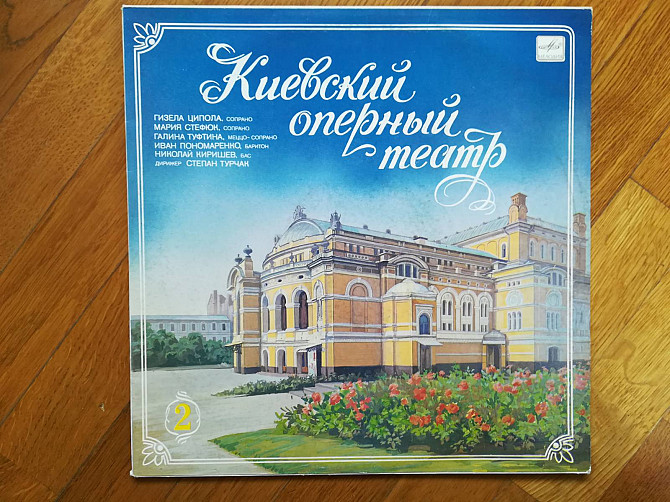 Киевский
оперный
театр
ГИЗЕЛА ЦИПОЛА, СОПРАНО
МАРИЯ СТЕФЮК, СОПРАНО
ГАЛИНА ТУФТИНА, МЕЦЦО-СОПРАНО
ИВАН ПОНОМАРЕНКО, БАРИТОН
НИКОЛАЙ КИРИШЕВ, БАС
ДИРИЖЕР СТЕПАН ТУРЧАК
2